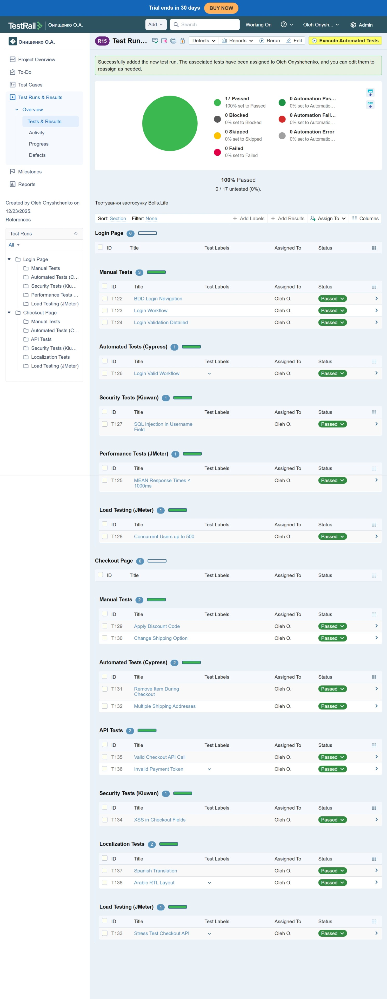 Trial ends in 30 days BUY NOW
TestRail Онищенко О.А. Add Search Working On Oleh Onysh... Admin
Онищенко О.А.
Project Overview
To-Do
Test Cases
Test Runs & Results
Overview
Tests & Results
Activity
Progress
Defects
Milestones
Reports
Created by Oleh Onyshchenko on
12/23/2025.
References
Test Runs
All
Login Page
Manual Tests
Automated Tests (C...
Security Tests (Kiu...
Performance Tests ...
Load Testing (JMeter)
Checkout Page
Manual Tests
Automated Tests (C...
API Tests
Security Tests (Kiu...
Localization Tests
Load Testing (JMeter)
R15 Test Run... Defects Reports Rerun Edit Execute Automated Tests
Successfully added the new test run. The associated tests have been assigned to Oleh Onyshchenko, and you can edit them to
reassign as needed.
17 Passed
100% set to Passed
0 Blocked
0% set to Blocked
0 Skipped
0% set to Skipped
0 Failed
0% set to Failed
0 Automation Pas...
0% set to Automatio...
0 Automation Fail...
0% set to Automatio...
0 Automation Error
0% set to Automatio...
CSV
100% Passed
0 / 17 untested (0%).
Тестування застосунку Bolls.Life
Sort: Section Filter: None + Add Labels + Add Results Assign To Columns
Login Page 0
ID Title Test Labels Assigned To Status
Manual Tests 3
ID Title Test Labels Assigned To Status
T122 BDD Login Navigation Oleh O. Passed
T123 Login Workflow Oleh O. Passed
T124 Login Validation Detailed Oleh O. Passed
Automated Tests (Cypress) 1
ID Title Test Labels Assigned To Status
T126 Login Valid Workflow Oleh O. Passed
Security Tests (Kiuwan) 1
ID Title Test Labels Assigned To Status
T127 SQL Injection in Username Oleh O. Passed
Field
Performance Tests (JMeter) 1
ID Title Test Labels Assigned To Status
T125 MEAN Response Times < Oleh O. Passed
1000ms
Load Testing (JMeter) 1
ID Title Test Labels Assigned To Status
T128 Concurrent Users up to 500 Oleh O. Passed
Checkout Page 0
ID Title Test Labels Assigned To Status
Manual Tests 2
ID Title Test Labels Assigned To Status
T129 Apply Discount Code Oleh O. Passed
T130 Change Shipping Option Oleh O. Passed
Automated Tests (Cypress) 2
ID Title Test Labels Assigned To Status
T131 Remove Item During Oleh O. Passed
Checkout
T132 Multiple Shipping Addresses Oleh O. Passed
API Tests 2
ID Title Test Labels Assigned To Status
T135 Valid Checkout API Call Oleh O. Passed
T136 Invalid Payment Token Oleh O. Passed
Security Tests (Kiuwan) 1
ID Title Test Labels Assigned To Status
T134 XSS in Checkout Fields Oleh O. Passed
Localization Tests 2
ID Title Test Labels Assigned To Status
T137 Spanish Translation Oleh O. Passed
T138 Arabic RTL Layout Oleh O. Passed
Load Testing (JMeter) 1
ID Title Test Labels Assigned To Status
T133 Stress Test Checkout API Oleh O. Passed